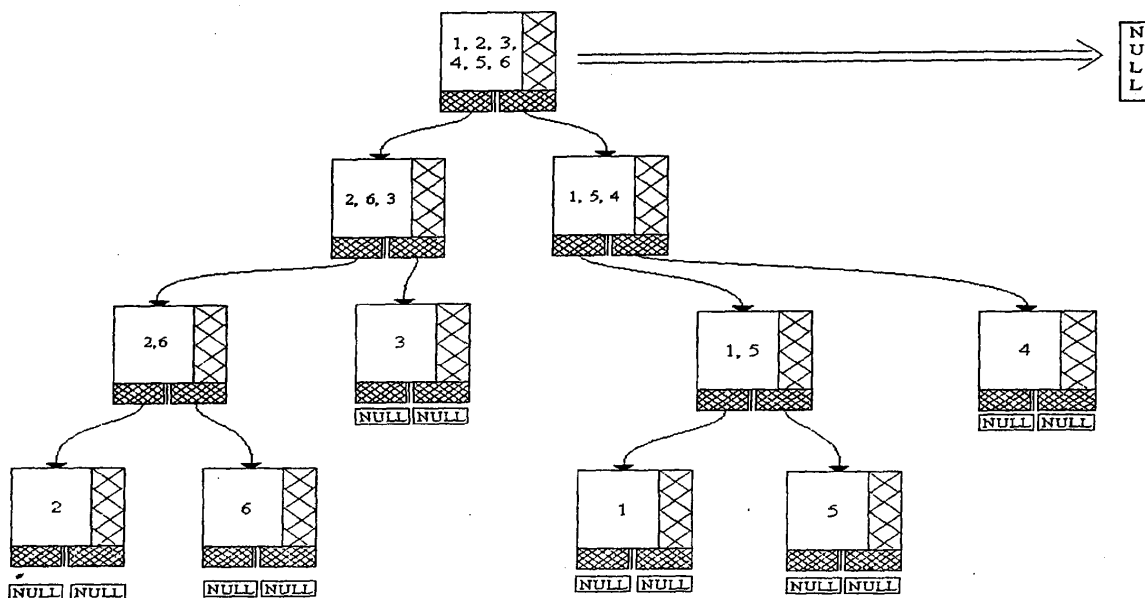 1, 2, 3,
4, 5, 6
N
U
L
L
2, 6, 3
1, 5, 4
2,6
3
1, 5
4
NULL NULL
NULL NULL
2
6
1
5
NULL NULL
NULL NULL
NULL NULL
NULL NULL